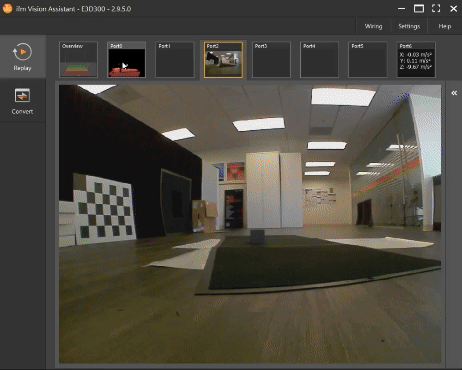 ifm Vision Assistant - E3D300 - 2.9.5.0
Wiring Settings Help
Replay
Convert
Overview Port0 Port1 Port2 Port3 Port4 Port5 Port6
X: -0.03 m/s²
Y: 0.11 m/s²
Z: -9.67 m/s²
«